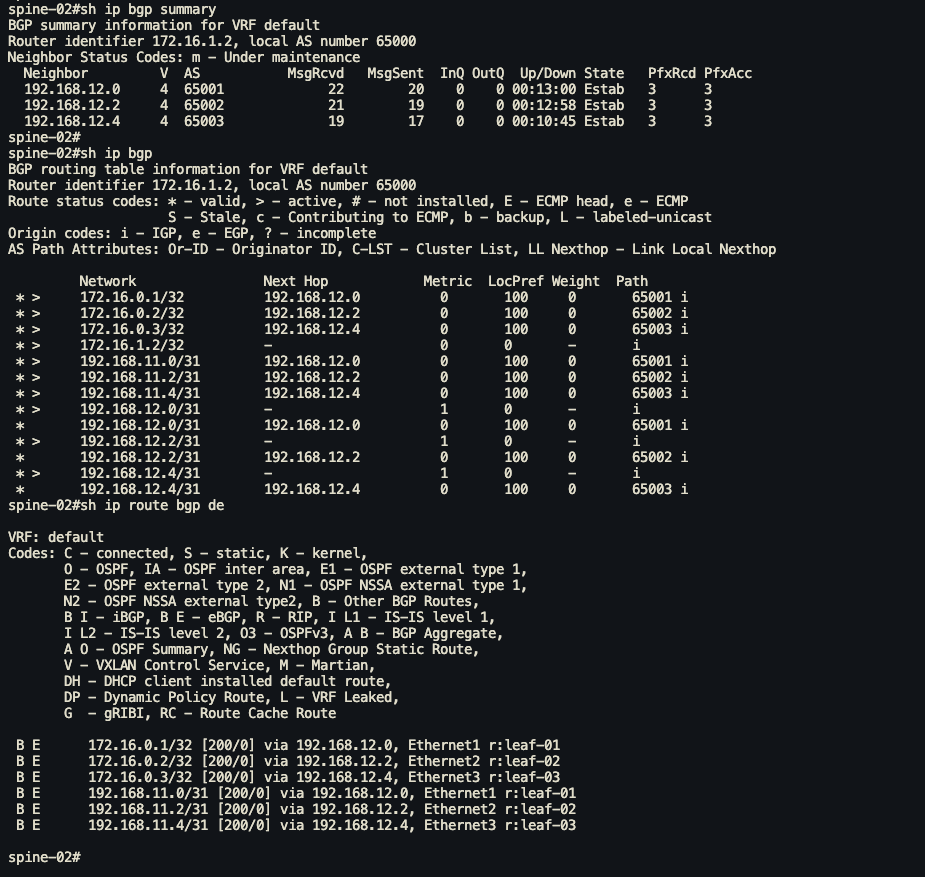 spine-02#sh ip bgp summary
BGP summary information for VRF default
Router identifier 172.16.1.2, local AS number 65000
Neighbor Status Codes: m - Under maintenance
  Neighbor         V  AS           MsgRcvd   MsgSent  InQ OutQ  Up/Down State   PfxRcd PfxAcc
  192.168.12.0     4  65001             22        20    0    0 00:13:00 Estab   3      3
  192.168.12.2     4  65002             21        19    0    0 00:12:58 Estab   3      3
  192.168.12.4     4  65003             19        17    0    0 00:10:45 Estab   3      3
spine-02#
spine-02#sh ip bgp
BGP routing table information for VRF default
Router identifier 172.16.1.2, local AS number 65000
Route status codes: * - valid, > - active, # - not installed, E - ECMP head, e - ECMP
                    S - Stale, c - Contributing to ECMP, b - backup, L - labeled-unicast
Origin codes: i - IGP, e - EGP, ? - incomplete
AS Path Attributes: Or-ID - Originator ID, C-LST - Cluster List, LL Nexthop - Link Local Nexthop
         Network                Next Hop            Metric  LocPref Weight  Path
 * >     172.16.0.1/32          192.168.12.0          0       100    0       65001 i
 * >     172.16.0.2/32          192.168.12.2          0       100    0       65002 i
 * >     172.16.0.3/32          192.168.12.4          0       100    0       65003 i
 * >     172.16.1.2/32          -                     0       0      -       i
 * >     192.168.11.0/31        192.168.12.0          0       100    0       65001 i
 * >     192.168.11.2/31        192.168.12.2          0       100    0       65002 i
 * >     192.168.11.4/31        192.168.12.4          0       100    0       65003 i
 * >     192.168.12.0/31        -                     1       0      -       i
 *       192.168.12.0/31        192.168.12.0          0       100    0       65001 i
 * >     192.168.12.2/31        -                     1       0      -       i
 *       192.168.12.2/31        192.168.12.2          0       100    0       65002 i
 * >     192.168.12.4/31        -                     1       0      -       i
 *       192.168.12.4/31        192.168.12.4          0       100    0       65003 i
spine-02#sh ip route bgp de
VRF: default
Codes: C - connected, S - static, K - kernel,
       O - OSPF, IA - OSPF inter area, E1 - OSPF external type 1,
       E2 - OSPF external type 2, N1 - OSPF NSSA external type 1,
       N2 - OSPF NSSA external type2, B - Other BGP Routes,
       B I - iBGP, B E - eBGP, R - RIP, I L1 - IS-IS level 1,
       I L2 - IS-IS level 2, O3 - OSPFv3, A B - BGP Aggregate,
       A O - OSPF Summary, NG - Nexthop Group Static Route,
       V - VXLAN Control Service, M - Martian,
       DH - DHCP client installed default route,
       DP - Dynamic Policy Route, L - VRF Leaked,
       G  - gRIBI, RC - Route Cache Route
 B E      172.16.0.1/32 [200/0] via 192.168.12.0, Ethernet1 r:leaf-01
 B E      172.16.0.2/32 [200/0] via 192.168.12.2, Ethernet2 r:leaf-02
 B E      172.16.0.3/32 [200/0] via 192.168.12.4, Ethernet3 r:leaf-03
 B E      192.168.11.0/31 [200/0] via 192.168.12.0, Ethernet1 r:leaf-01
 B E      192.168.11.2/31 [200/0] via 192.168.12.2, Ethernet2 r:leaf-02
 B E      192.168.11.4/31 [200/0] via 192.168.12.4, Ethernet3 r:leaf-03
spine-02#